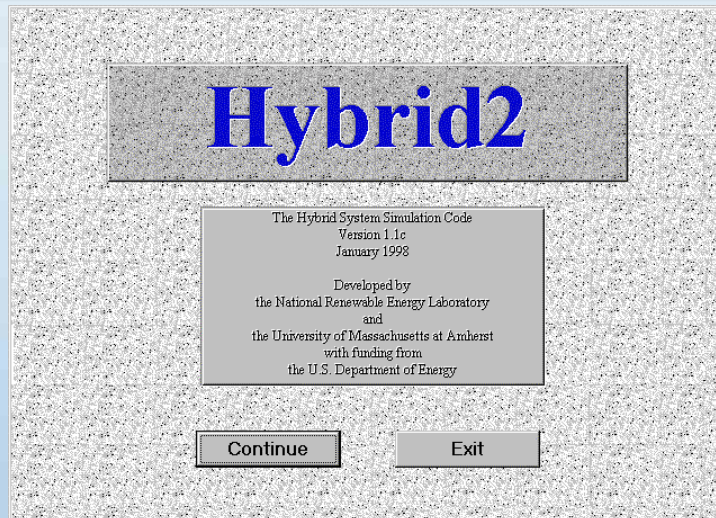 Hybrid2
The Hybrid System Simulation Code
Version 1.1c
January 1998
Developed by
the National Renewable Energy Laboratory
and
the University of Massachusetts at Amherst
with funding from
the U.S. Department of Energy
Continue
Exit